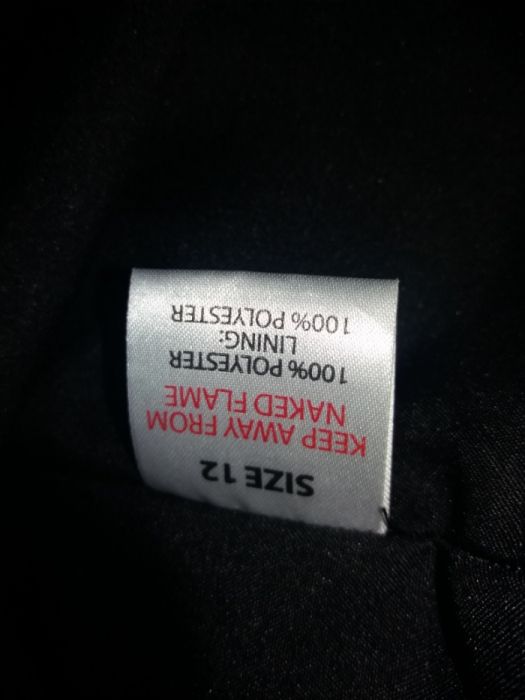 SIZE 12
KEEP AWAY FROM
NAKED FLAME
100% POLYESTER
LINING:
100% POLYESTER